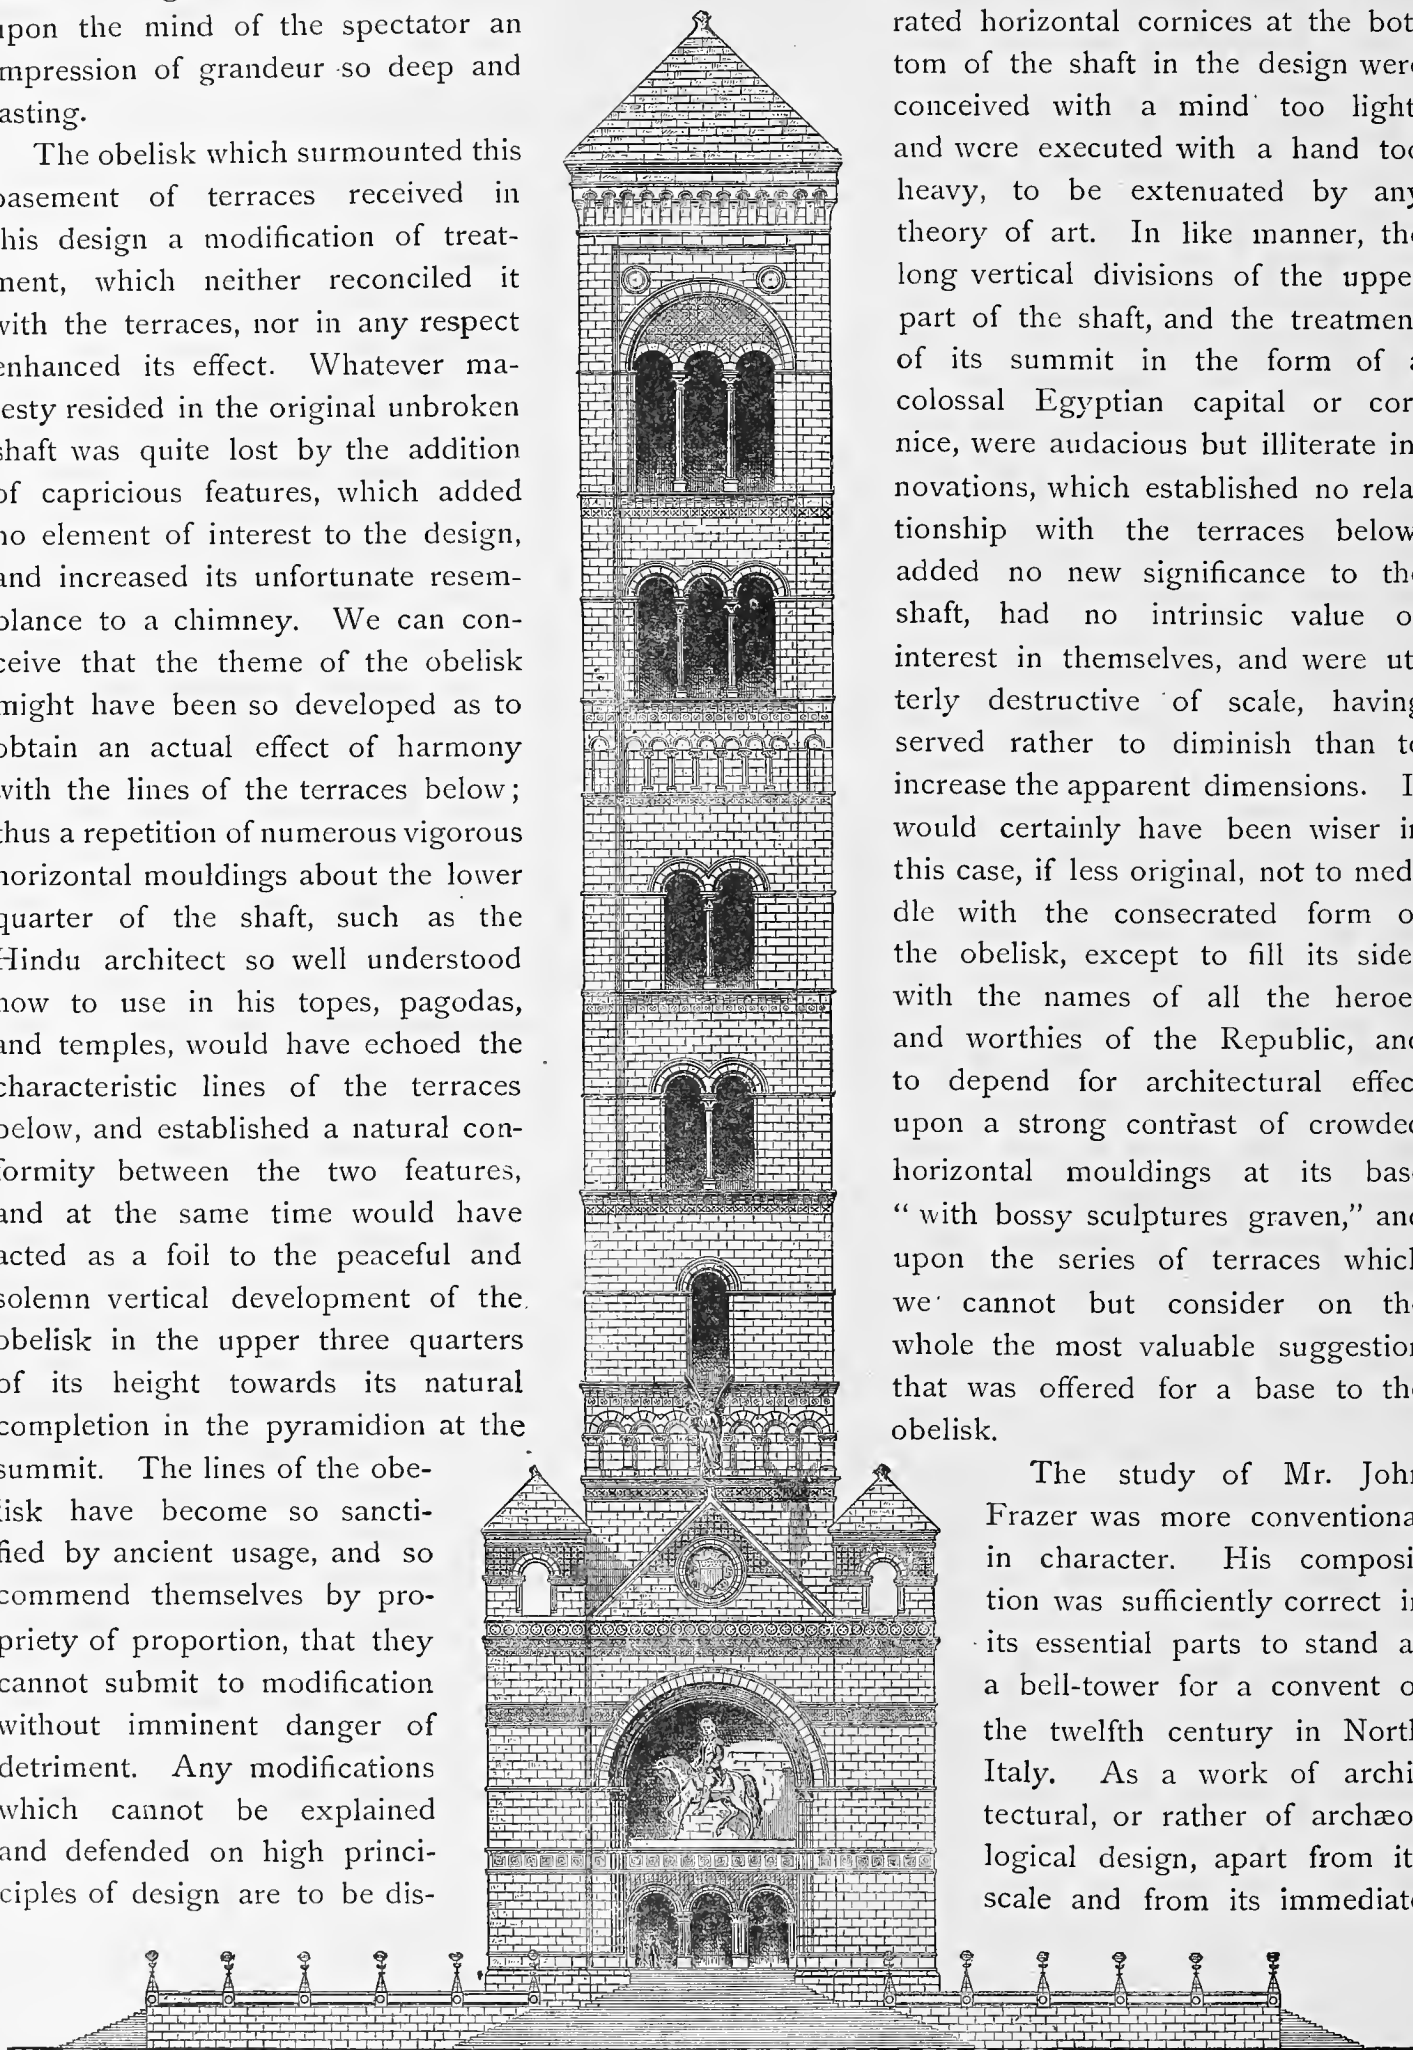 upon the mind of the spectator an
mpression of grandeur so deep and
asting.
The obelisk which surmounted this
basement of terraces received in
this design a modification of treat-
ment, which neither reconciled it
with the terraces, nor in any respect
enhanced its effect. Whatever ma-
jesty resided in the original unbroken
shaft was quite lost by the addition
of capricious features, which added
no element of interest to the design,
and increased its unfortunate resem-
blance to a chimney. We can con-
ceive that the theme of the obelisk
might have been so developed as to
obtain an actual effect of harmony
with the lines of the terraces below;
thus a repetition of numerous vigorous
horizontal mouldings about the lower
quarter of the shaft, such as the
Hindu architect so well understood
how to use in his topes, pagodas,
and temples, would have echoed the
characteristic lines of the terraces
below, and established a natural con-
formity between the two features,
and at the same time would have
acted as a foil to the peaceful and
solemn vertical development of the
obelisk in the upper three quarters
of its height towards its natural
completion in the pyramidion at the
summit. The lines of the obe-
lisk have become so sancti-
fied by ancient usage, and so
commend themselves by pro-
priety of proportion, that they
cannot submit to modification
without imminent danger of
detriment. Any modifications
which cannot be explained
and defended on high princi-
ciples of design are to be dis-
rated horizontal cornices at the bot
tom of the shaft in the design were
conceived with a mind too light
and were executed with a hand too
heavy, to be extenuated by any
theory of art. In like manner, the
long vertical divisions of the upper
part of the shaft, and the treatment
of its summit in the form of a
colossal Egyptian capital or cor
nice, were audacious but illiterate in
novations, which established no rela
tionship with the terraces below
added no new significance to the
shaft, had no intrinsic value or
interest in themselves, and were ut
terly destructive of scale, having
served rather to diminish than to
increase the apparent dimensions. I
would certainly have been wiser in
this case, if less original, not to med
dle with the consecrated form of
the obelisk, except to fill its sides
with the names of all the heroes
and worthies of the Republic, and
to depend for architectural effect
upon a strong contrast of crowded
horizontal mouldings at its base
“ with bossy sculptures graven,” and
upon the series of terraces which
we cannot but consider on the
whole the most valuable suggestion
that was offered for a base to the
obelisk.
The study of Mr. John
Frazer was more conventional
in character. His composi
tion was sufficiently correct in
its essential parts to stand as
a bell-tower for a convent of
the twelfth century in North
Italy. As a work of archi
tectural, or rather of archæo
logical design, apart from its
scale and from its immediate